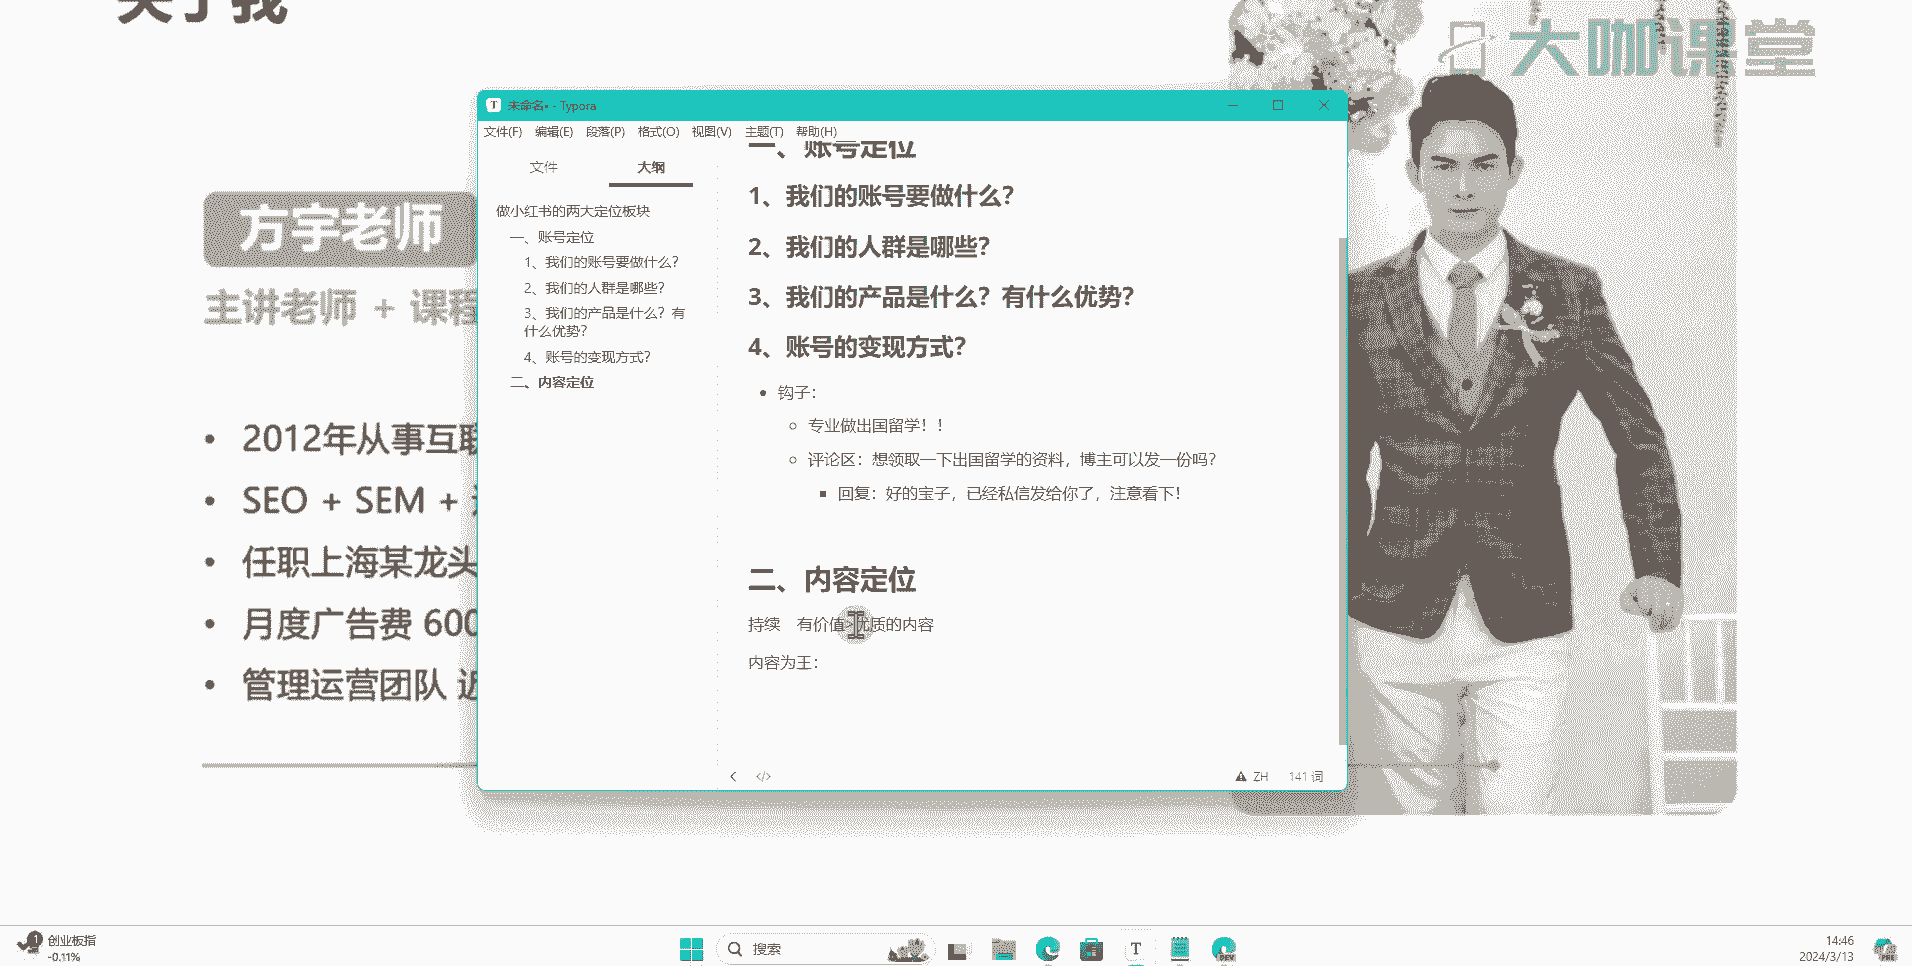 关于我
大咖课堂
方宇老师
主讲老师 + 课程
• 2012年从事互联
• SEO + SEM +
• 任职上海某龙头
• 月度广告费 600
• 管理运营团队 近
未命名• - Typora
文件(F) 编辑(E) 段落(P) 格式(O) 视图(V) 主题(T) 帮助(H)
文件 大纲
做小红书的两大定位板块
一、账号定位
1、我们的账号要做什么？
2、我们的人群是哪些？
3、我们的产品是什么？有
什么优势？
4、账号的变现方式？
二、内容定位
一、账号定位
1、我们的账号要做什么？
2、我们的人群是哪些？
3、我们的产品是什么？有什么优势？
4、账号的变现方式？
• 钩子：
◦ 专业做出国留学！！
◦ 评论区：想领取一下出国留学的资料，博主可以发一份吗？
▪ 回复：好的宝子，已经私信发给你了，注意看下！
二、内容定位
持续 有价值>优质的内容
内容为王：
ZH 141 词
1 创业板指
-0.11%
搜索
T
DEV
14:46
2024/3/13
PRE